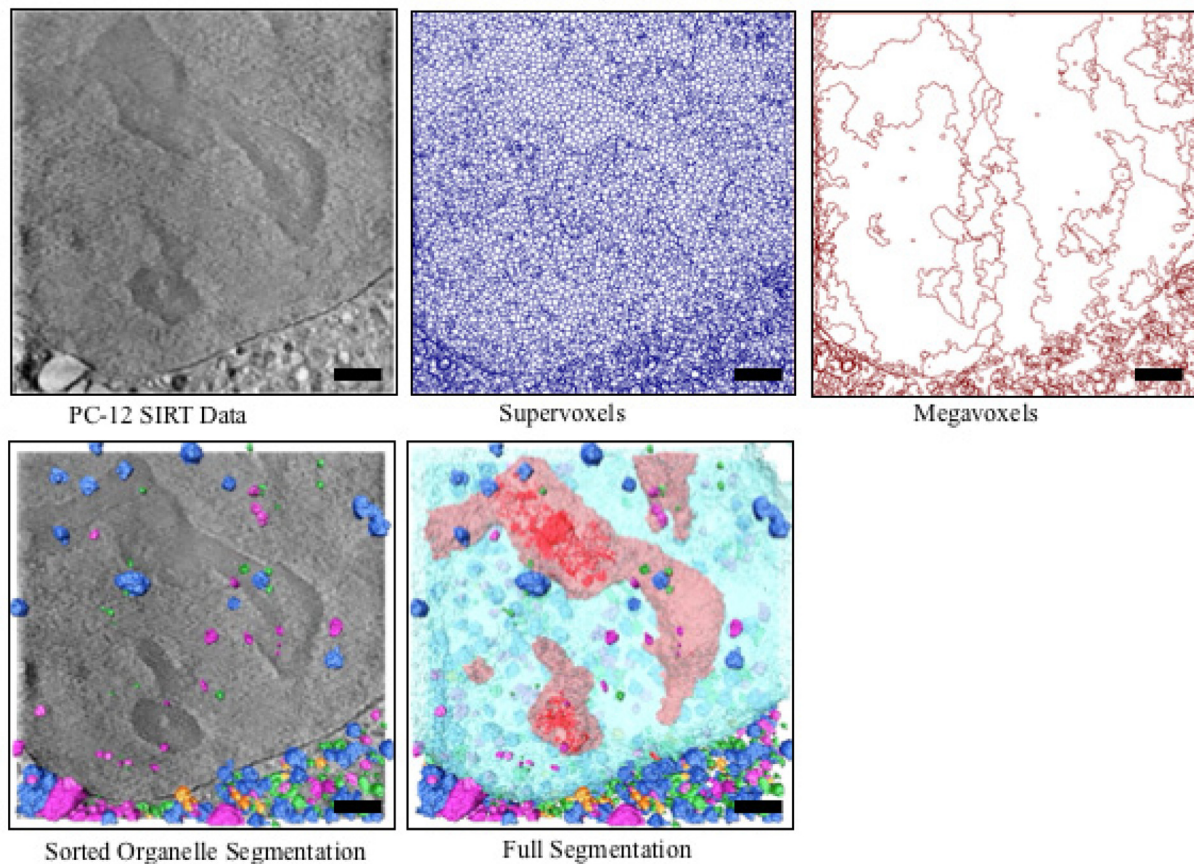 PC-12 SIRT Data
Supervoxels
Megavoxels
Sorted Organelle Segmentation
Full Segmentation